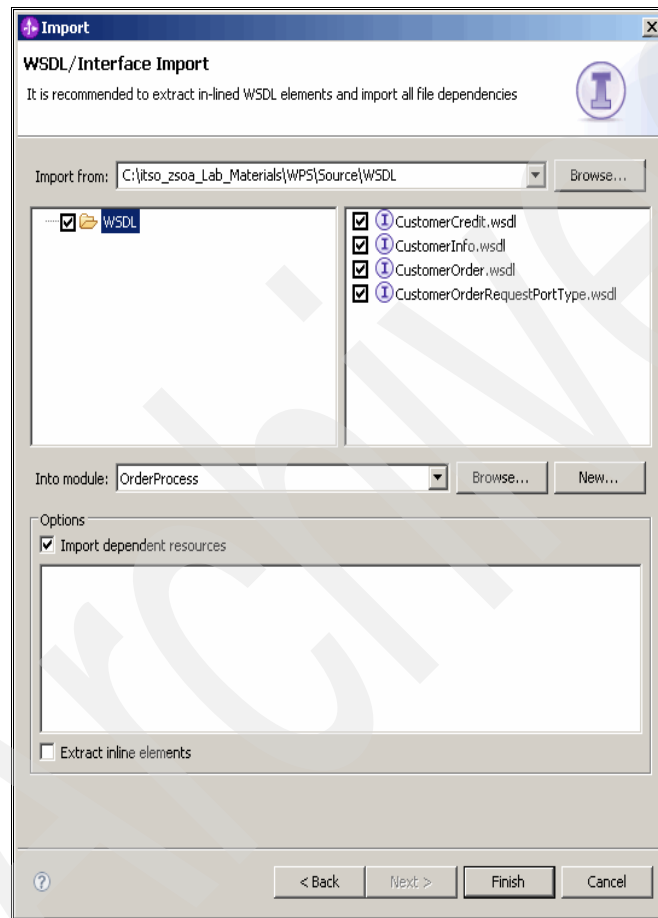 Import
WSDL/Interface Import
It is recommended to extract in-lined WSDL elements and import all file dependencies
Import from: C:\itso_zsoa_Lab_Materials\WPS\Source\WSDL Browse...
WSDL
CustomerCredit.wsdl
CustomerInfo.wsdl
CustomerOrder.wsdl
CustomerOrderRequestPortType.wsdl
Into module: OrderProcess Browse... New...
Options
Import dependent resources
Extract inline elements
< Back Next > Finish Cancel